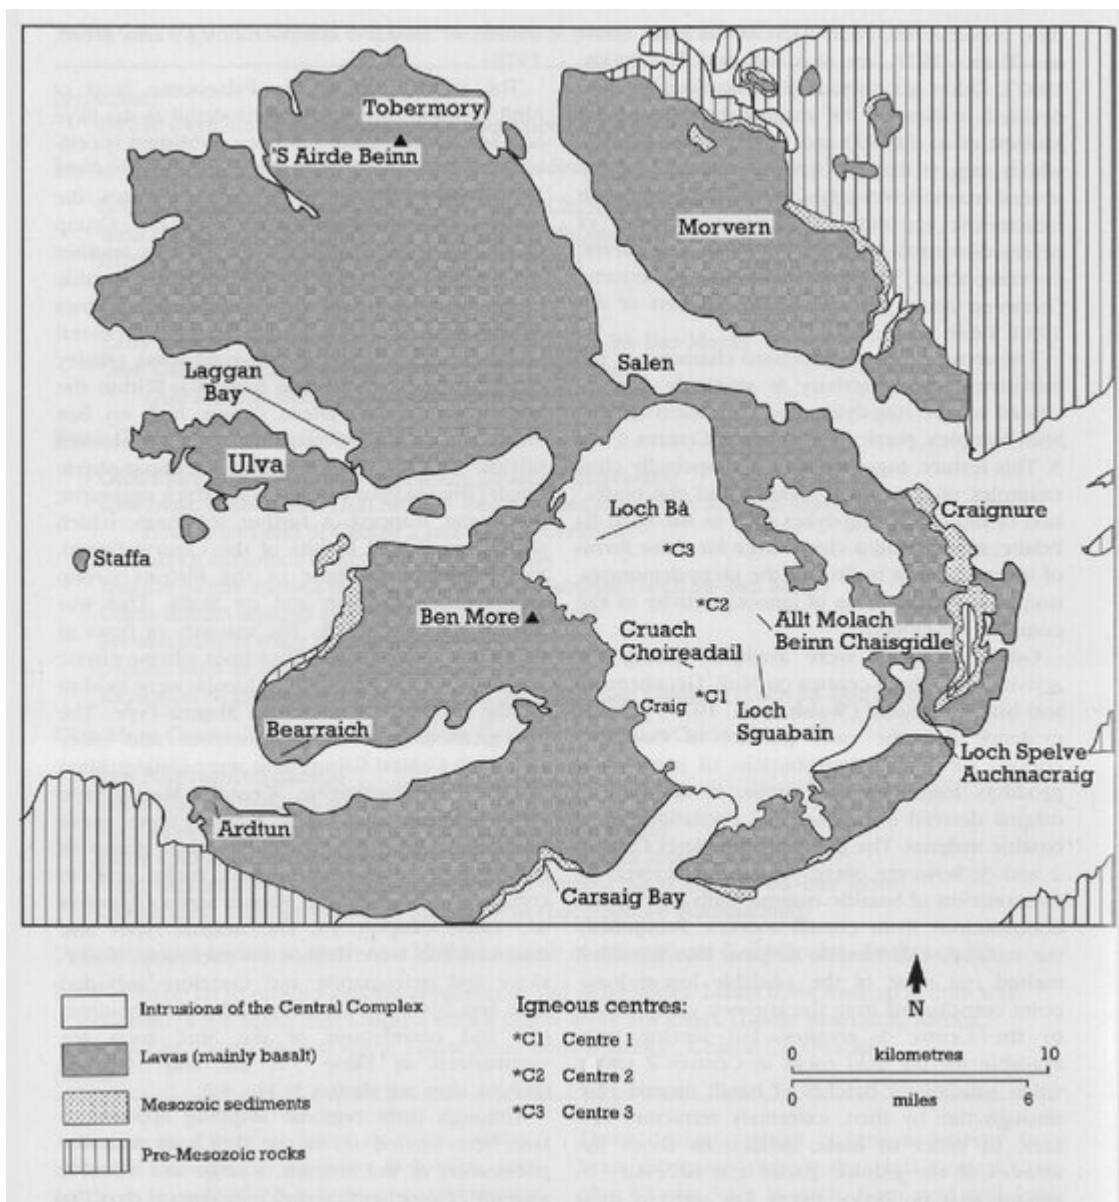 Tobermory
'S Airde Beinn
Morvern
Salen
Laggan
Bay
Ulva
Loch Bà
Craignure
*C3
Staffa
*C2
Ben More
Allt Molach
Beinn Chaisgidle
Cruach
Choireadail
*C1
Craig
Loch
Sguabain
Bearraich
Loch Spelve
Auchnacraig
Ardtun
Carsaig Bay
N
Intrusions of the Central Complex
Lavas (mainly basalt)
Mesozoic sediments
Pre-Mesozoic rocks
Igneous centres:
*C1 Centre 1
*C2 Centre 2
*C3 Centre 3
0 kilometres 10
0 miles 6